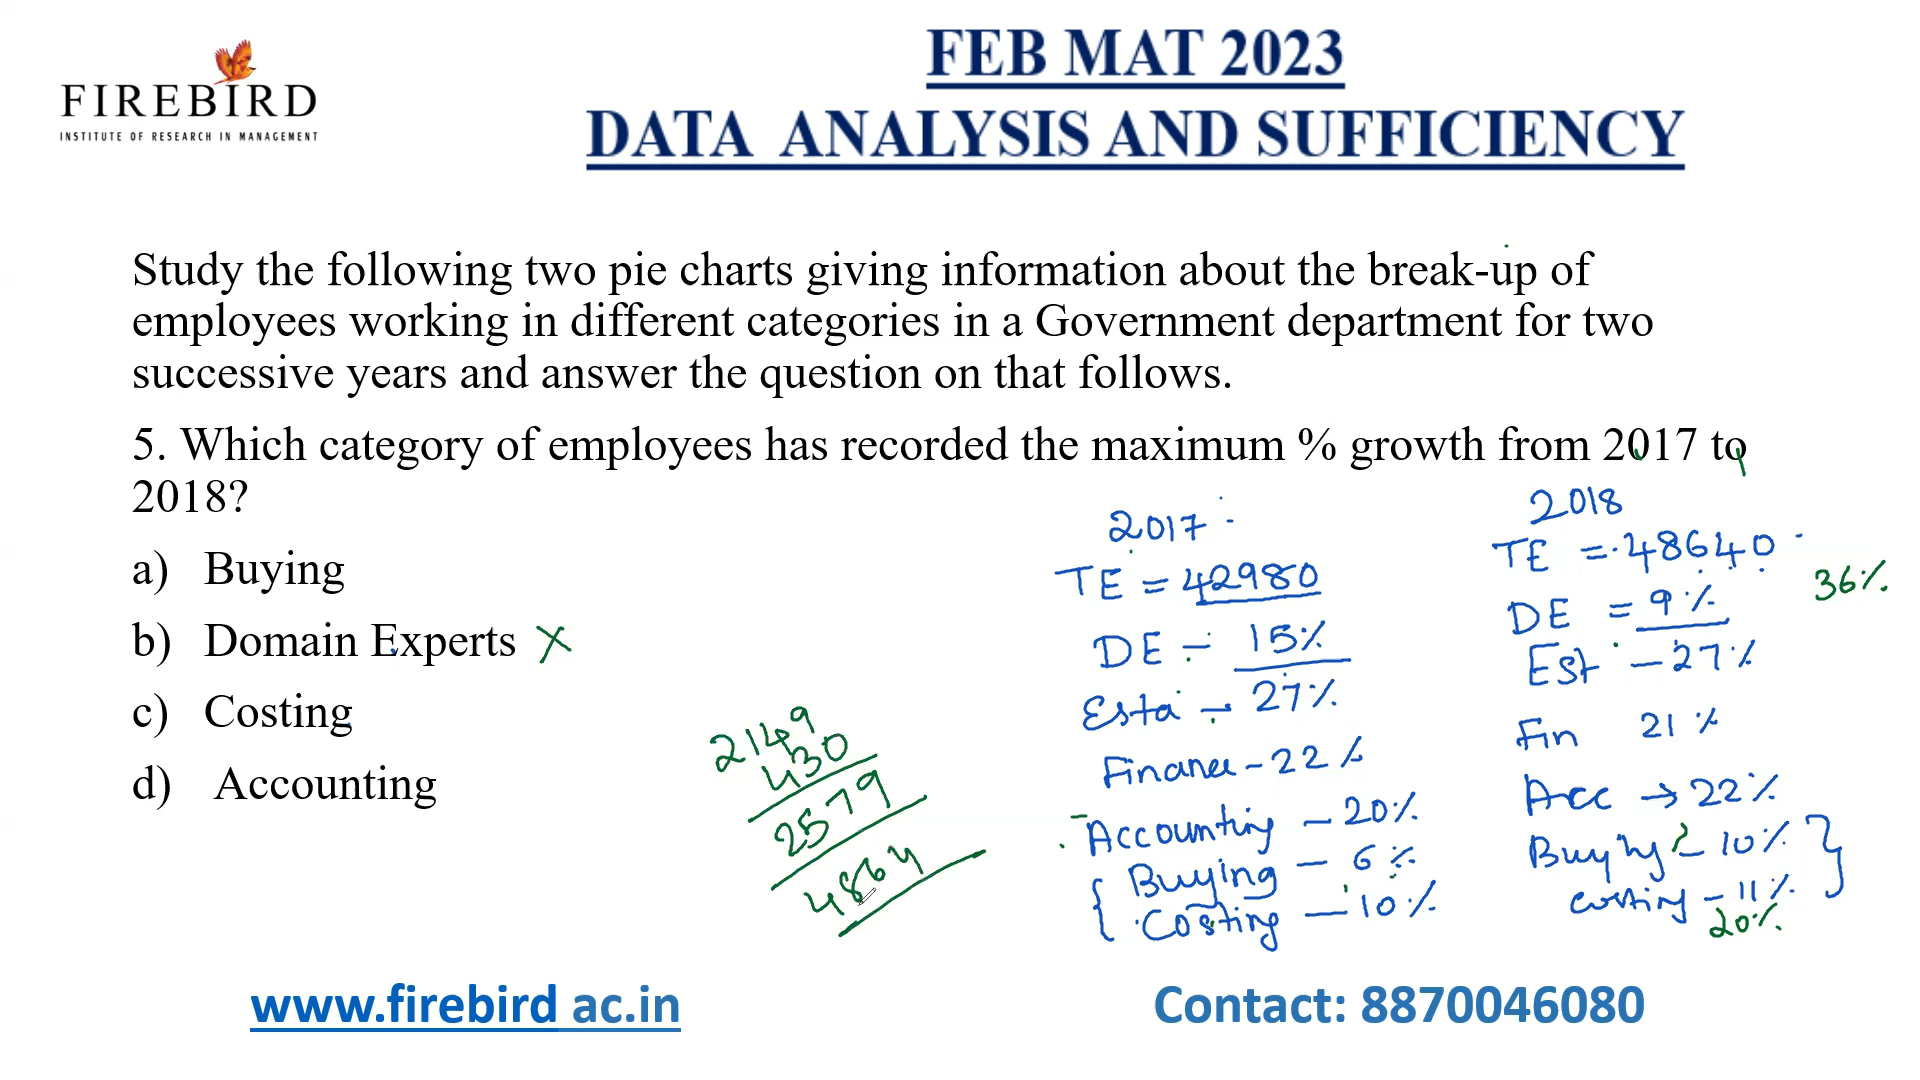 FIREBIRD
INSTITUTE OF RESEARCH IN MANAGEMENT
FEB MAT 2023
DATA ANALYSIS AND SUFFICIENCY
Study the following two pie charts giving information about the break-up of
employees working in different categories in a Government department for two
successive years and answer the question on that follows.
5. Which category of employees has recorded the maximum % growth from 2017 to
2018?
a) Buying
b) Domain Experts X
c) Costing
d) Accounting
2149
430
2579
4864
2017
TE = 42980
DE - 15%
Esta - 27%
Finance - 22%
Accounting - 20%
Buying - 6%
Costing - 10%
2018
TE = 48640
36%
DE = 9%
Est - 27%
Fin 21%
Acc → 22%
Buying - 10%
costing - 11%
20%
www.firebird ac.in
Contact: 8870046080